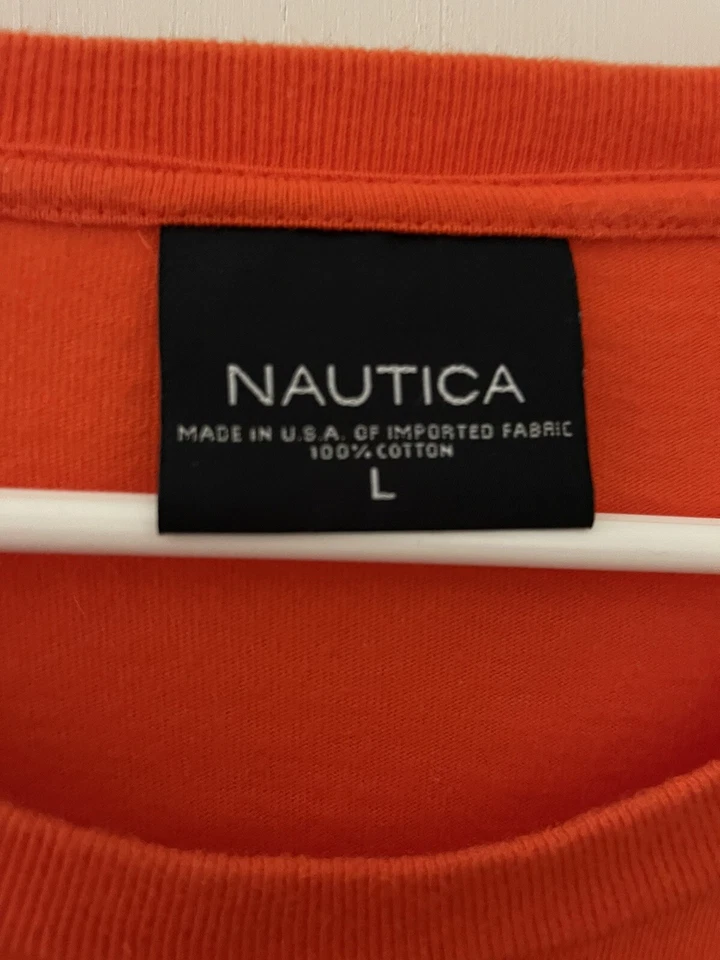 NAUTICA
MADE IN U.S.A. OF IMPORTED FABRIC
100% COTTON
L